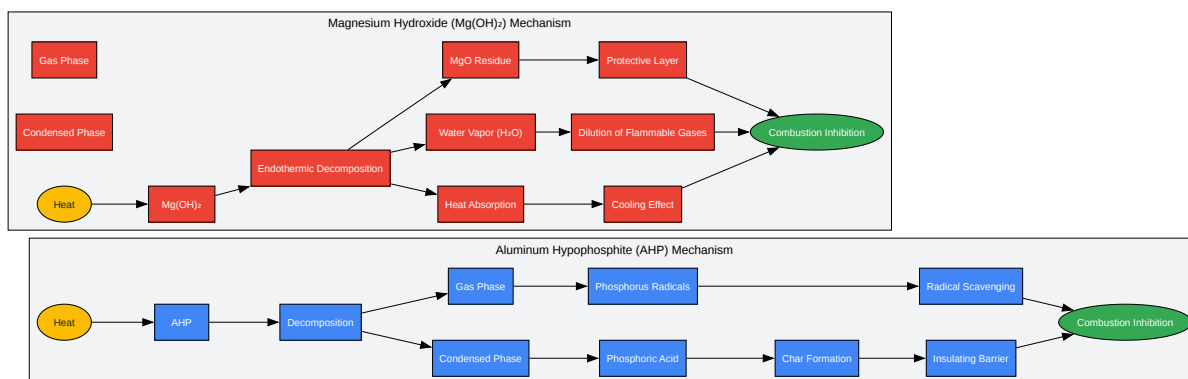 Magnesium Hydroxide (Mg(OH)₂) Mechanism
Gas Phase
MgO Residue
Protective Layer
Condensed Phase
Water Vapor (H₂O)
Dilution of Flammable Gases
Combustion Inhibition
Endothermic Decomposition
Heat
Mg(OH)₂
Heat Absorption
Cooling Effect
Aluminum Hypophosphite (AHP) Mechanism
Gas Phase
Phosphorus Radicals
Radical Scavenging
Heat
AHP
Decomposition
Combustion Inhibition
Condensed Phase
Phosphoric Acid
Char Formation
Insulating Barrier